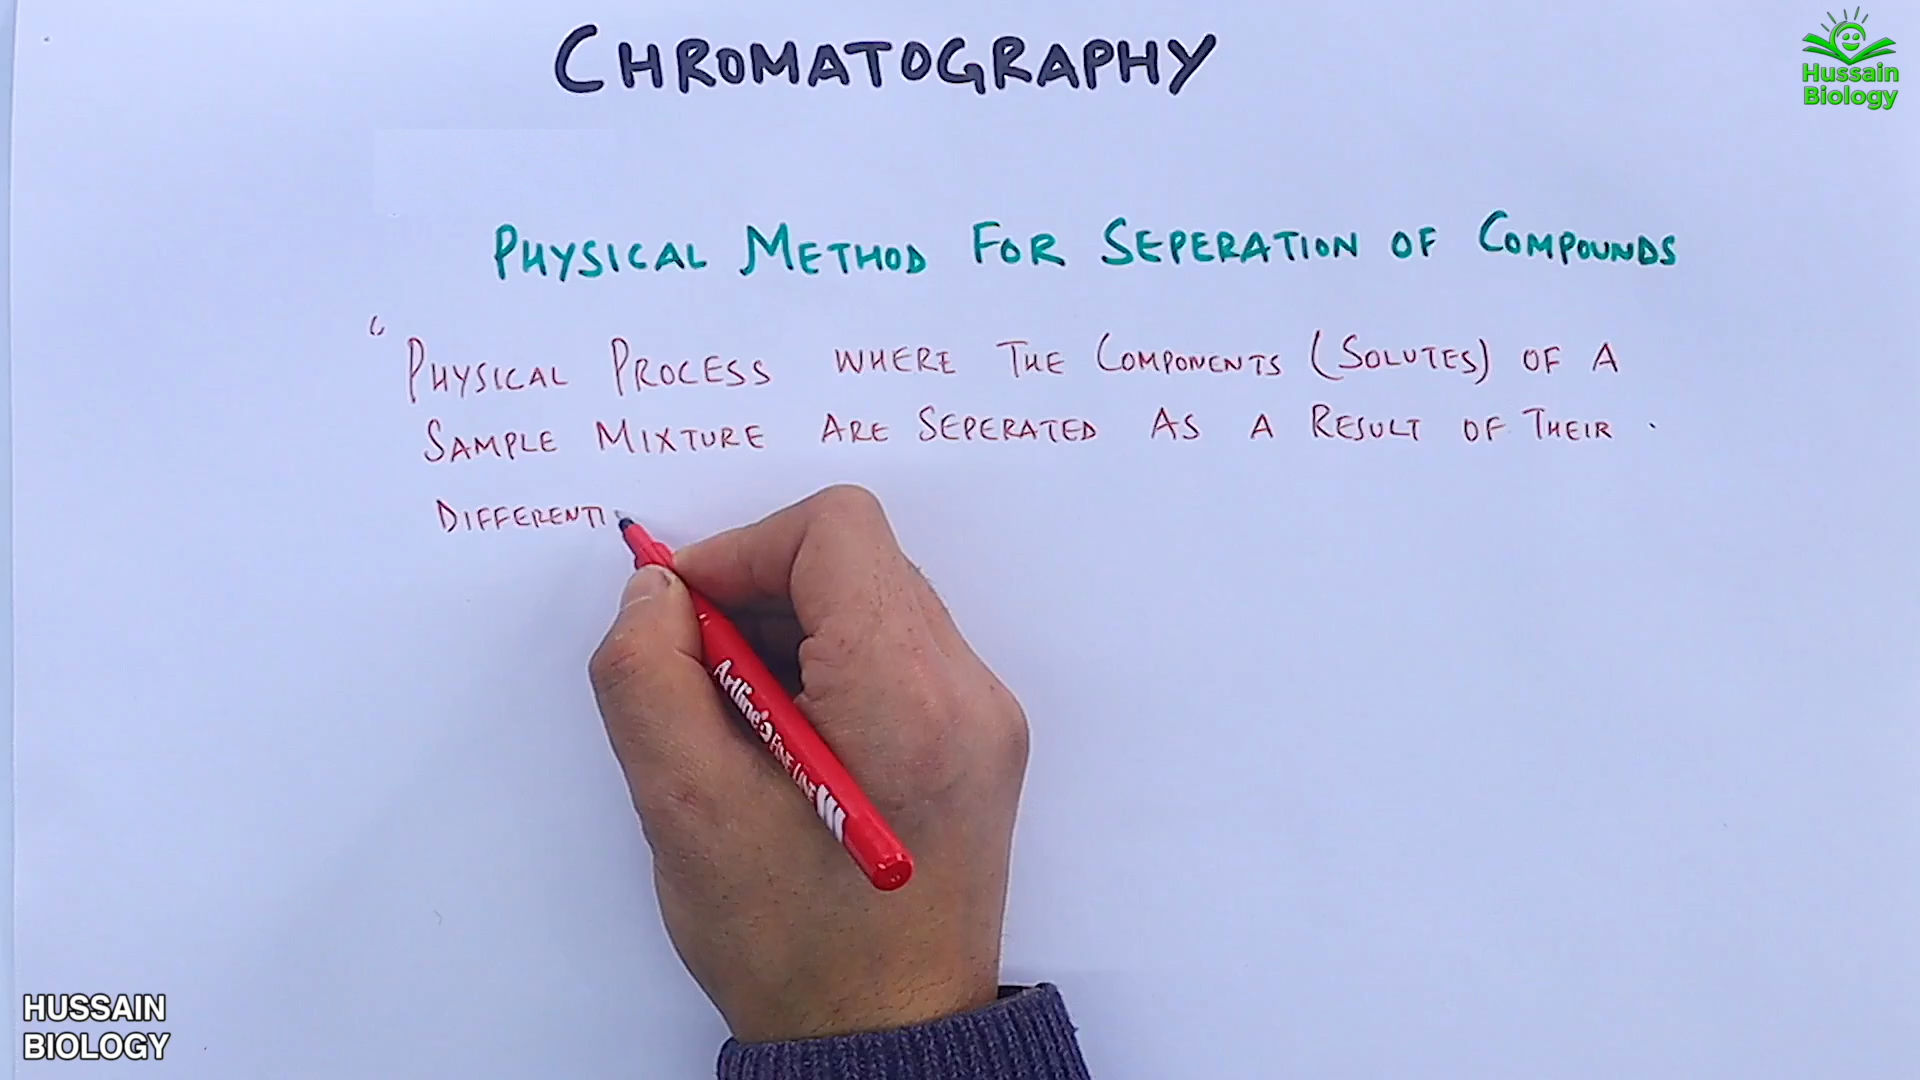 CHROMATOGRAPHY
Hussain
Biology
PHYSICAL METHOD FOR SEPERATION OF COMPOUNDS
“ PHYSICAL PROCESS WHERE THE COMPONENTS (SOLUTES) OF A
SAMPLE MIXTURE ARE SEPERATED AS A RESULT OF THEIR
DIFFERENTI
Artline
FINE LINE
HUSSAIN
BIOLOGY